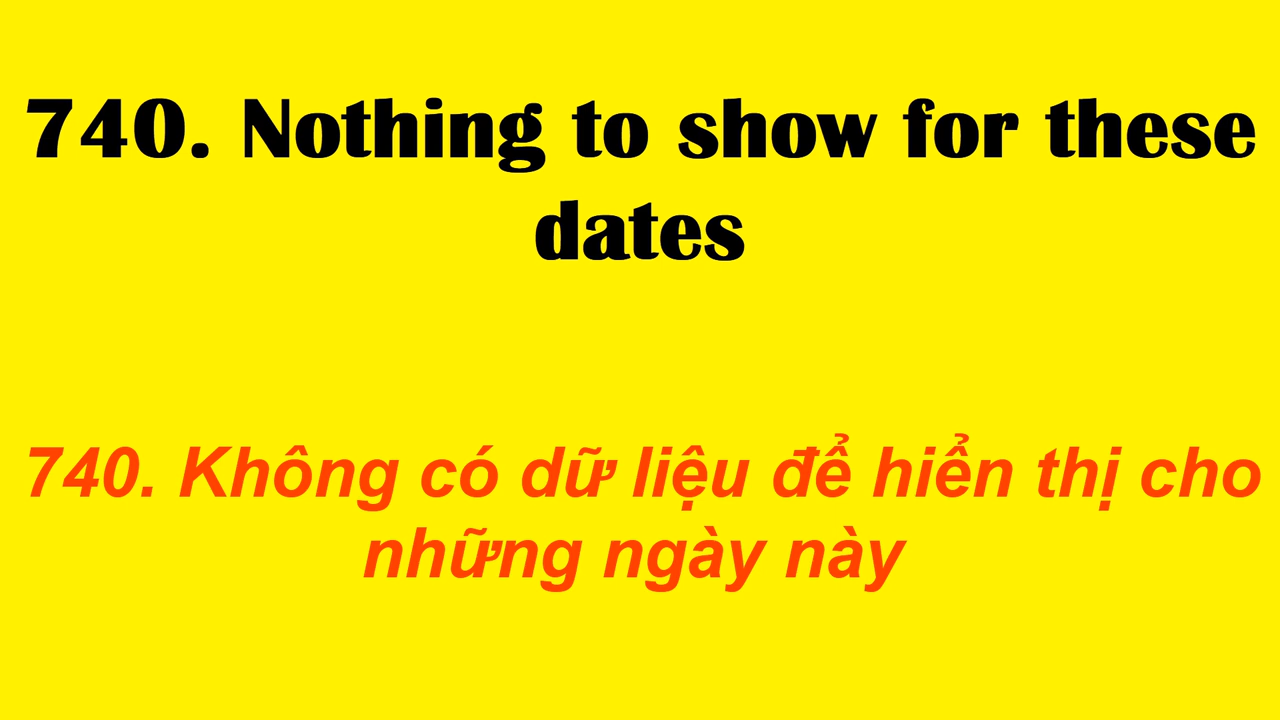 740. Nothing to show for these
dates
740. Không có dữ liệu để hiển thị cho
những ngày này